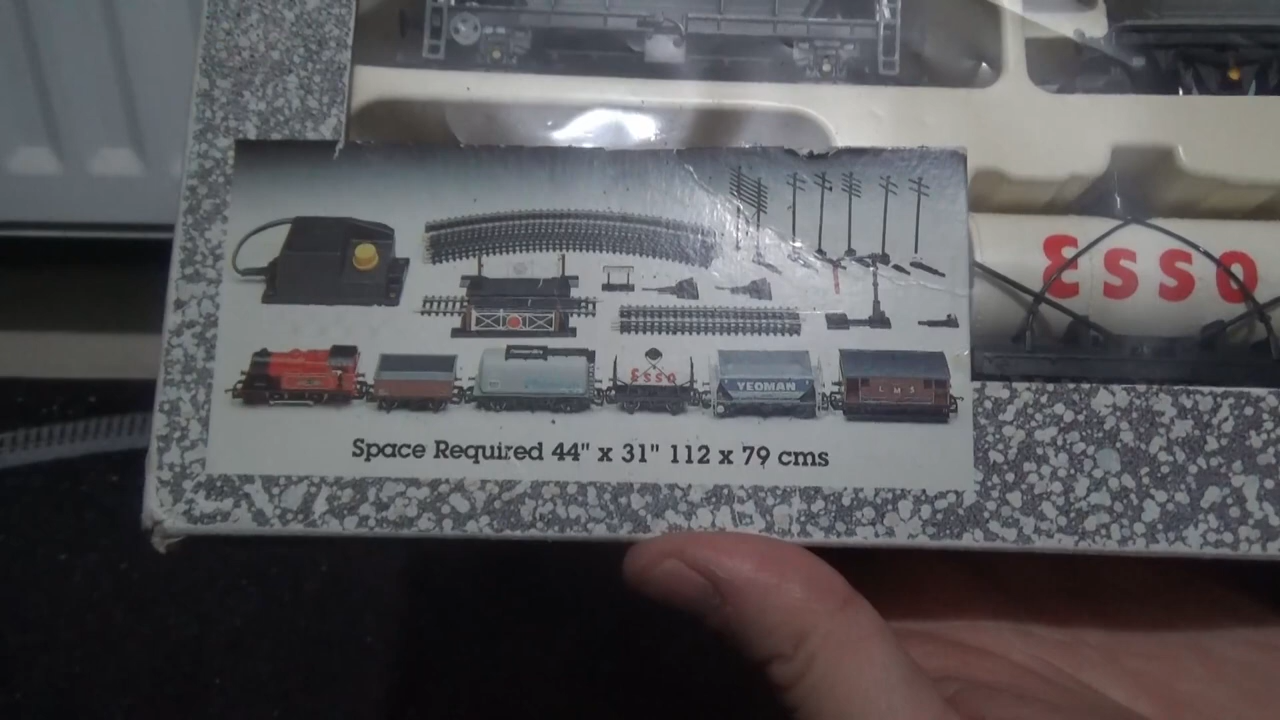 ESSO
ESSO
YEOMAN
L M S
Space Required 44" x 31" 112 x 79 cms